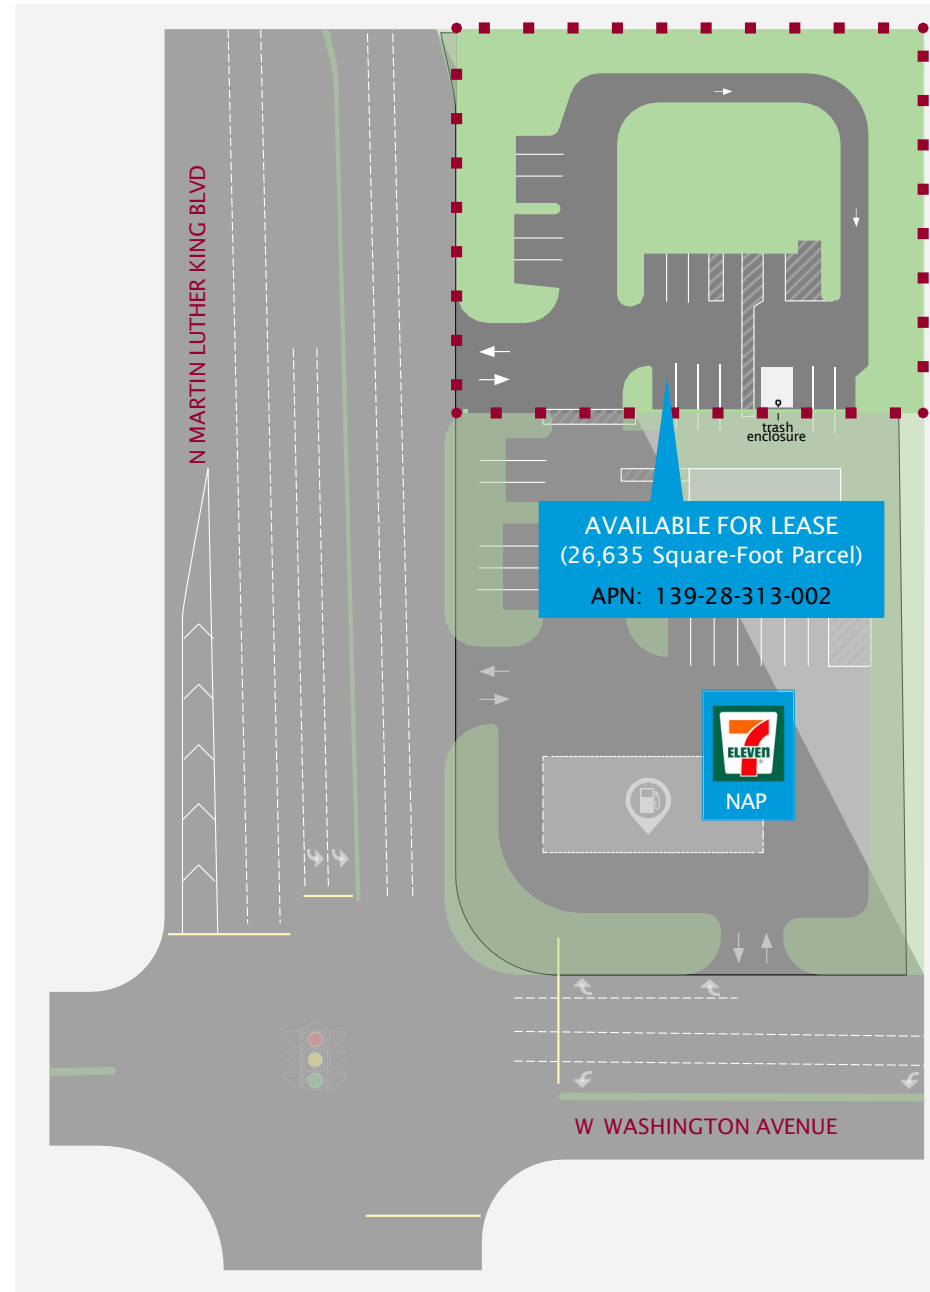 N MARTIN LUTHER KING BLVD
trash
enclosure
AVAILABLE FOR LEASE
(26,635 Square-Foot Parcel)
APN: 139-28-313-002
7
ELEVEn
®
NAP
W WASHINGTON AVENUE